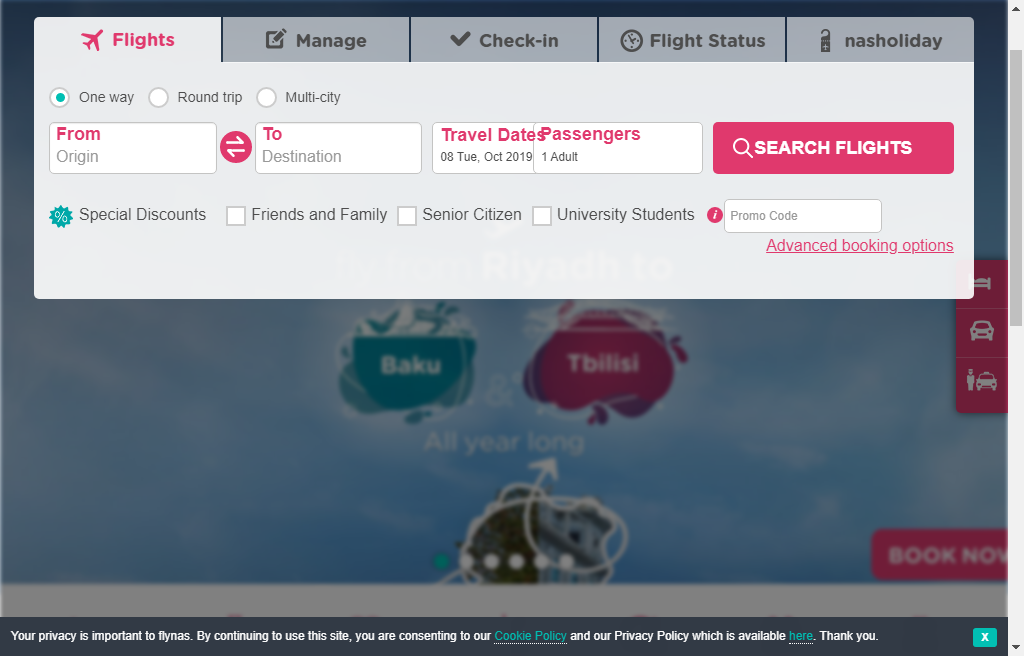 Flights
Manage
Check-in
Flight Status
nasholiday
One way
Round trip
Multi-city
From
To
Travel Dates
Passengers
Origin
Destination
08 Tue, Oct 2019
1 Adult
SEARCH FLIGHTS
Special Discounts
Friends and Family
Senior Citizen
University Students
Promo Code
Advanced booking options
from Riyadh to
Baku
Tbilisi
&
All year long
BOOK NOW
Your privacy is important to flynas. By continuing to use this site, you are consenting to our Cookie Policy and our Privacy Policy which is available here. Thank you.
X